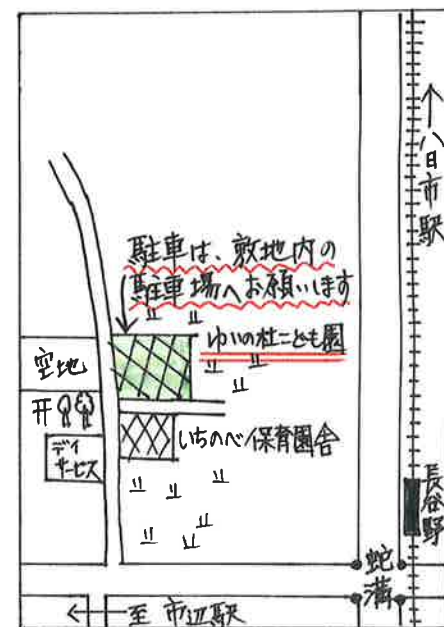 ↑八日市駅
駐車は、敷地内の
駐車場へお願いします
ゆいの杜こども園
空地
デイ
サービス
いちのべ保育園舎
長谷野
蛇溝
←至 市辺駅